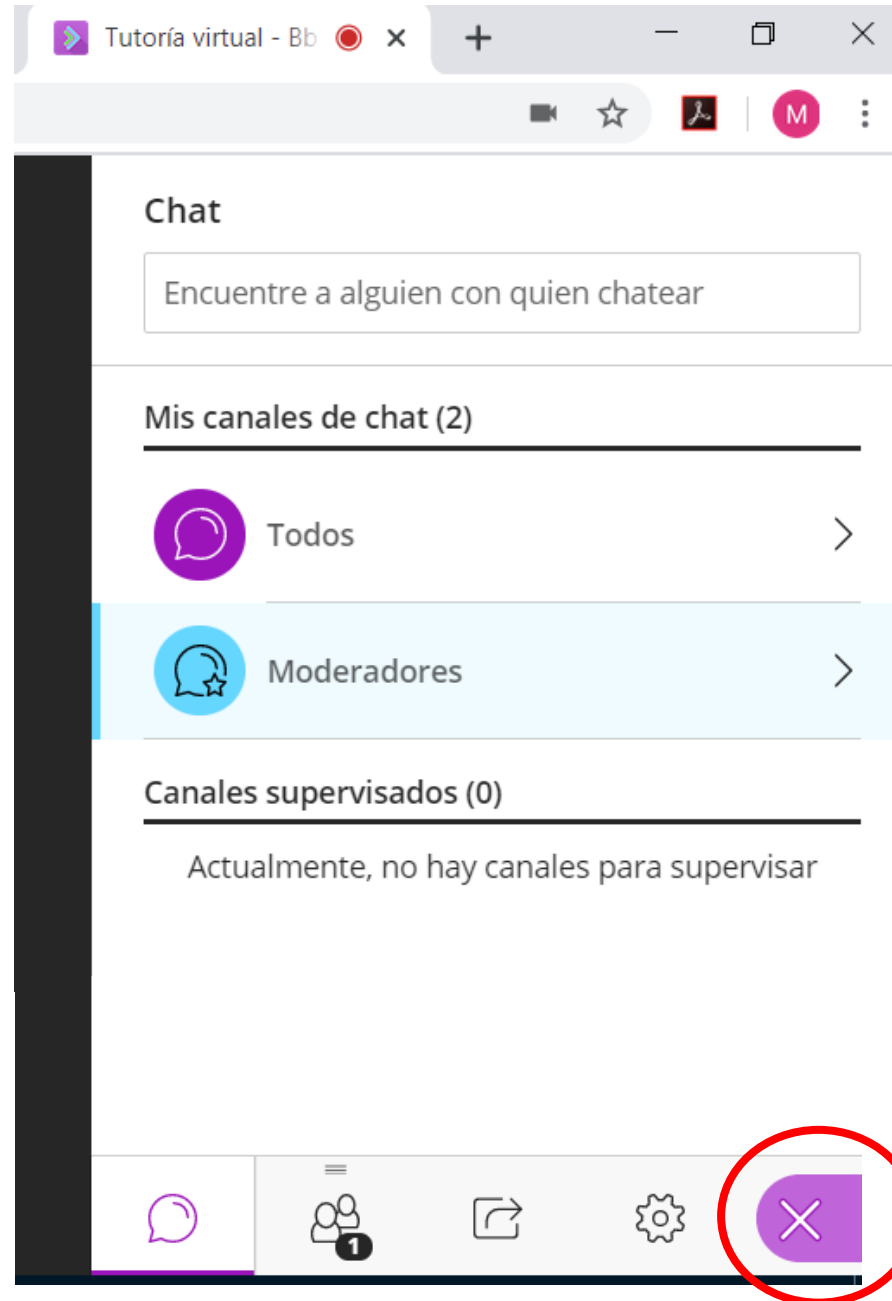 Tutoría virtual - Bb
M
Chat
Encuentre a alguien con quien chatear
Mis canales de chat (2)
Todos
Moderadores
Canales supervisados (0)
Actualmente, no hay canales para supervisar
1